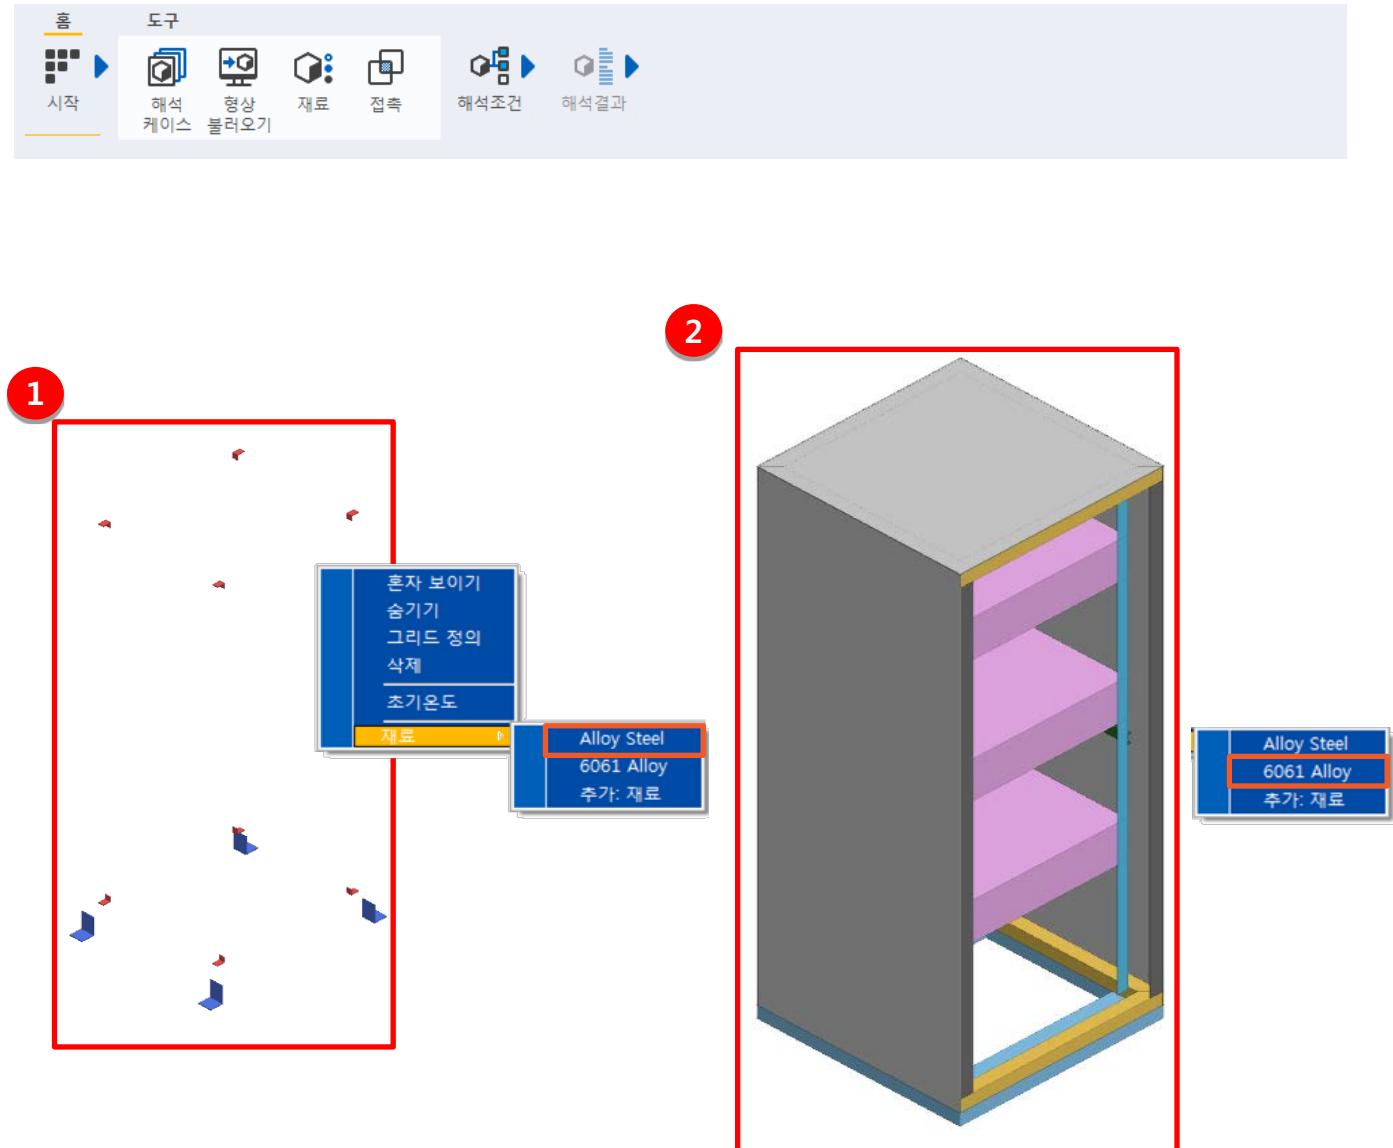 홈 도구
시작 해석 형상 재료 접촉 해석조건 해석결과
케이스 불러오기
2
1
혼자 보이기
숨기기
그리드 정의
삭제
초기온도
재료
Alloy Steel
6061 Alloy
추가: 재료
Alloy Steel
6061 Alloy
추가: 재료